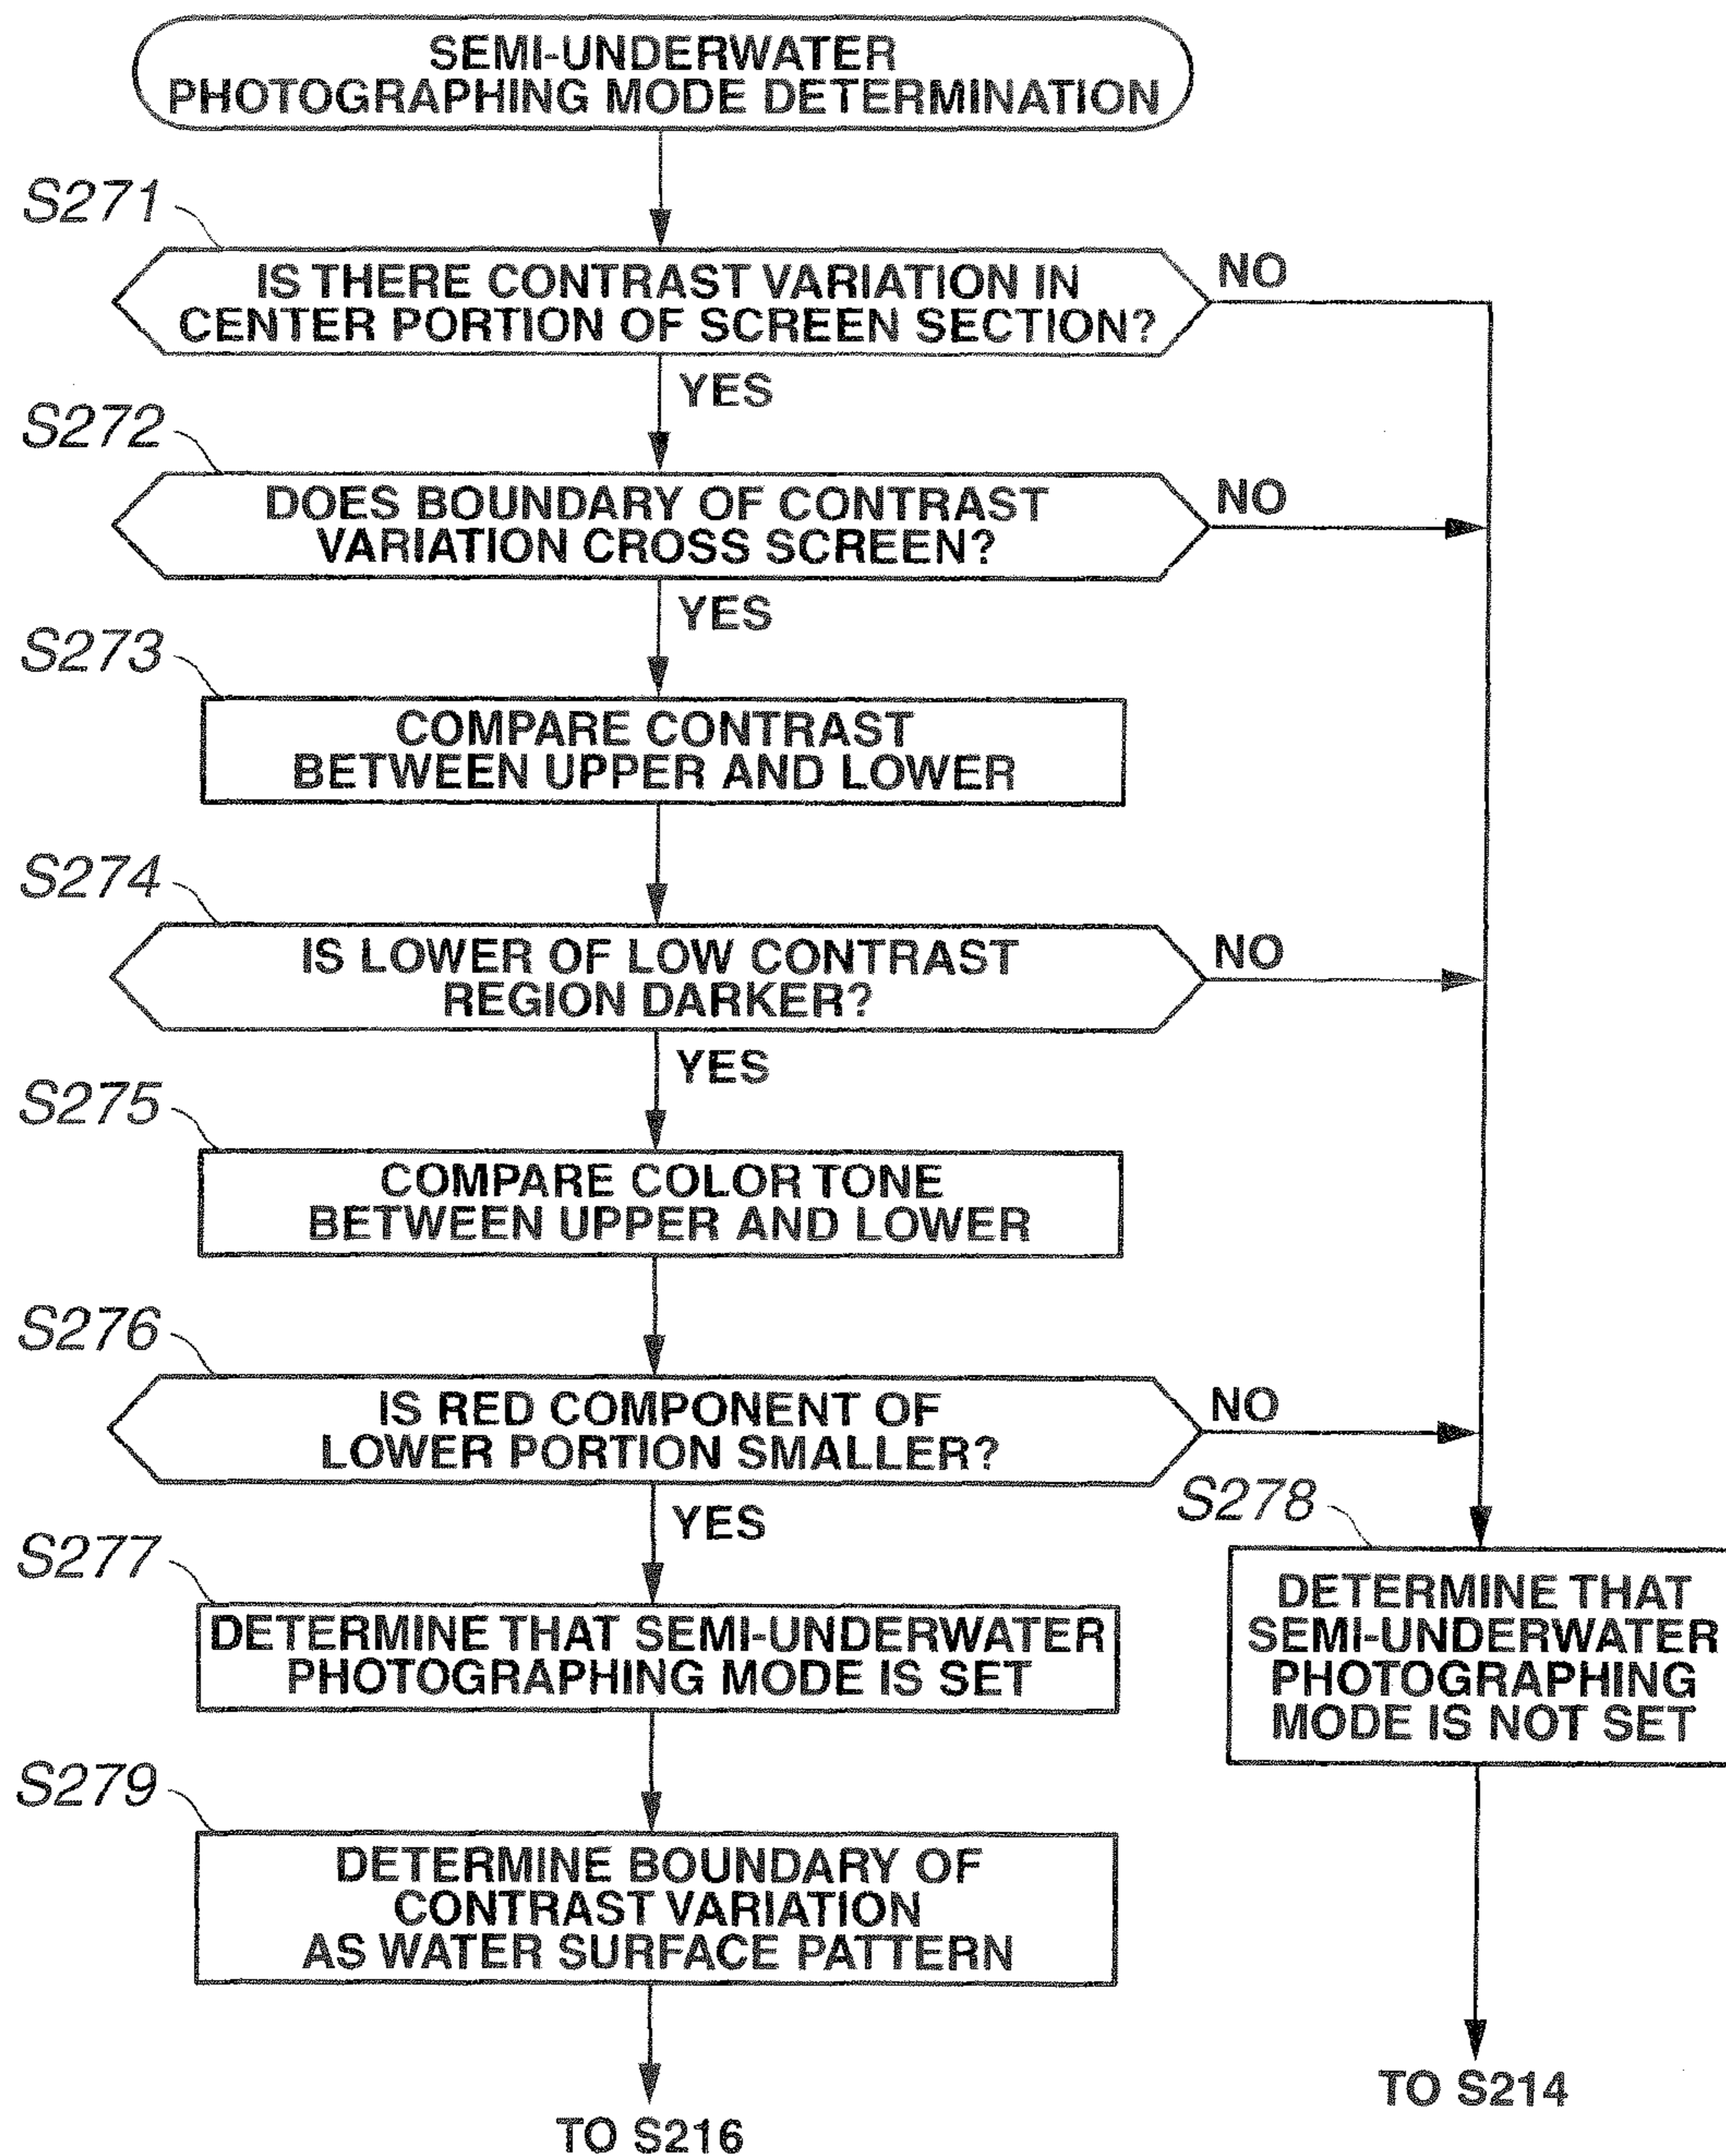 SEMI-UNDERWATER
PHOTOGRAPHING MODE DETERMINATION
S271
IS THERE CONTRAST VARIATION IN
CENTER PORTION OF SCREEN SECTION?
NO
YES
S272
DOES BOUNDARY OF CONTRAST
VARIATION CROSS SCREEN?
NO
YES
S273
COMPARE CONTRAST
BETWEEN UPPER AND LOWER
S274
IS LOWER OF LOW CONTRAST
REGION DARKER?
NO
YES
S275
COMPARE COLOR TONE
BETWEEN UPPER AND LOWER
S276
IS RED COMPONENT OF
LOWER PORTION SMALLER?
NO
YES
S277
DETERMINE THAT SEMI-UNDERWATER
PHOTOGRAPHING MODE IS SET
S278
DETERMINE THAT
SEMI-UNDERWATER
PHOTOGRAPHING
MODE IS NOT SET
S279
DETERMINE BOUNDARY OF
CONTRAST VARIATION
AS WATER SURFACE PATTERN
TO S214
TO S216